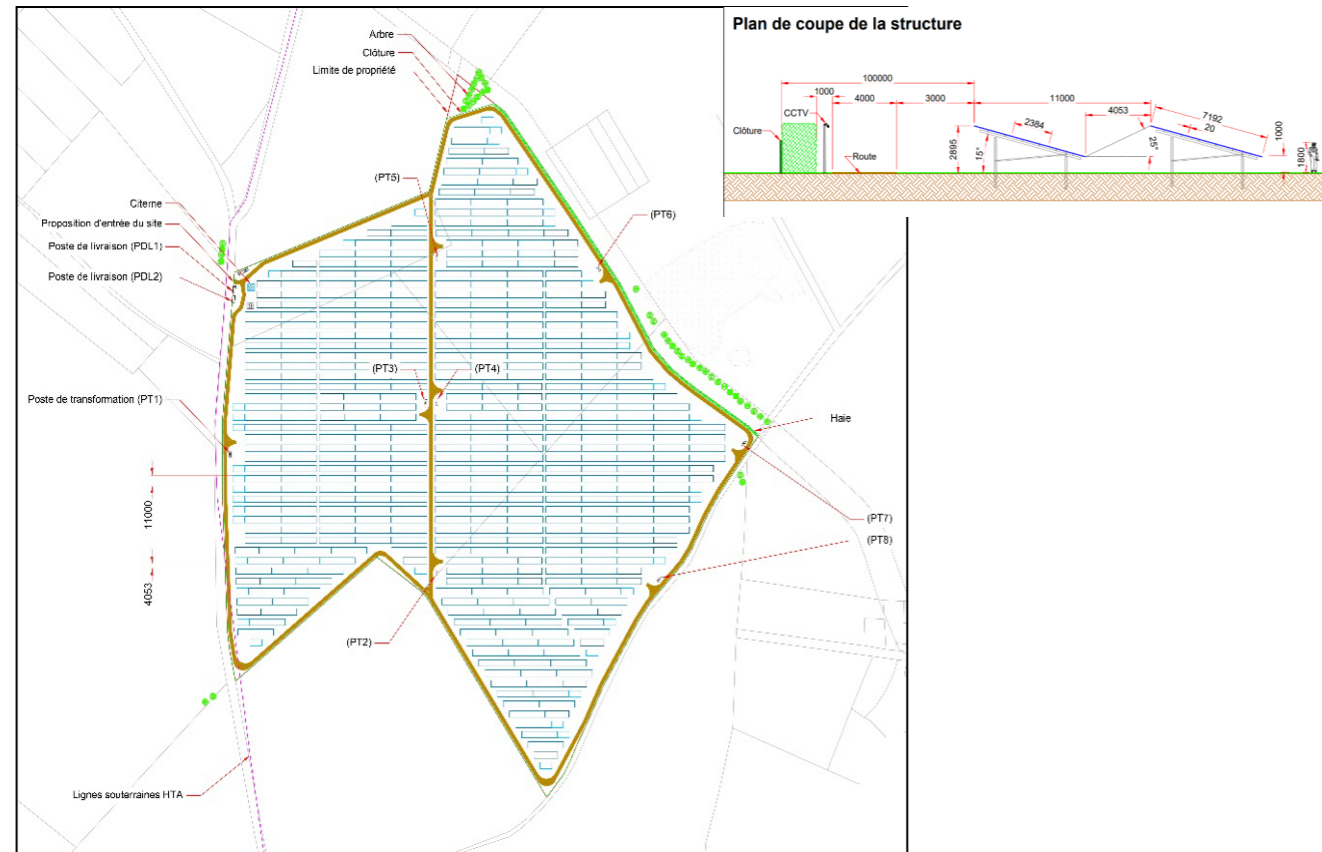 Plan de coupe de la structure
100000
1000
CCTV
4000
3000
11000
4053
7192
20
2384
1000
Clôture
2895
15°
25°
1800
Route
Arbre
Clôture
Limite de propriété
(PT5)
(PT6)
Citerne
Proposition d'entrée du site
Poste de livraison (PDL1)
Poste de livraison (PDL2)
(PT3)
(PT4)
Poste de transformation (PT1)
Haie
11000
4053
(PT7)
(PT8)
(PT2)
Lignes souterraines HTA